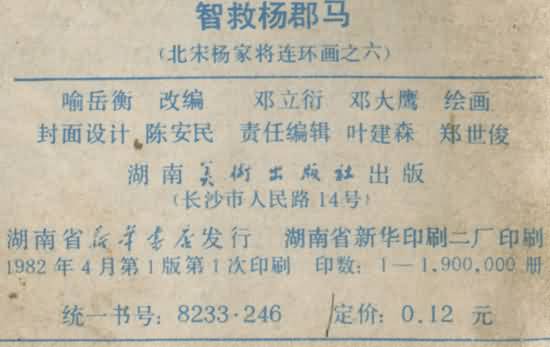 智救杨郡马
(北宋杨家将连环画之六)
喻岳衡 改编 邓立衍 邓大鹰 绘画
封面设计 陈安民 责任编辑 叶建森 郑世俊
湖南美術出版社出版
(长沙市人民路14号)
湖南省新华书店发行 湖南省新华印刷二厂印刷
1982年4月第1版第1次印刷 印数: 1—1,900,000册
统一书号: 8233·246 定价: 0.12 元